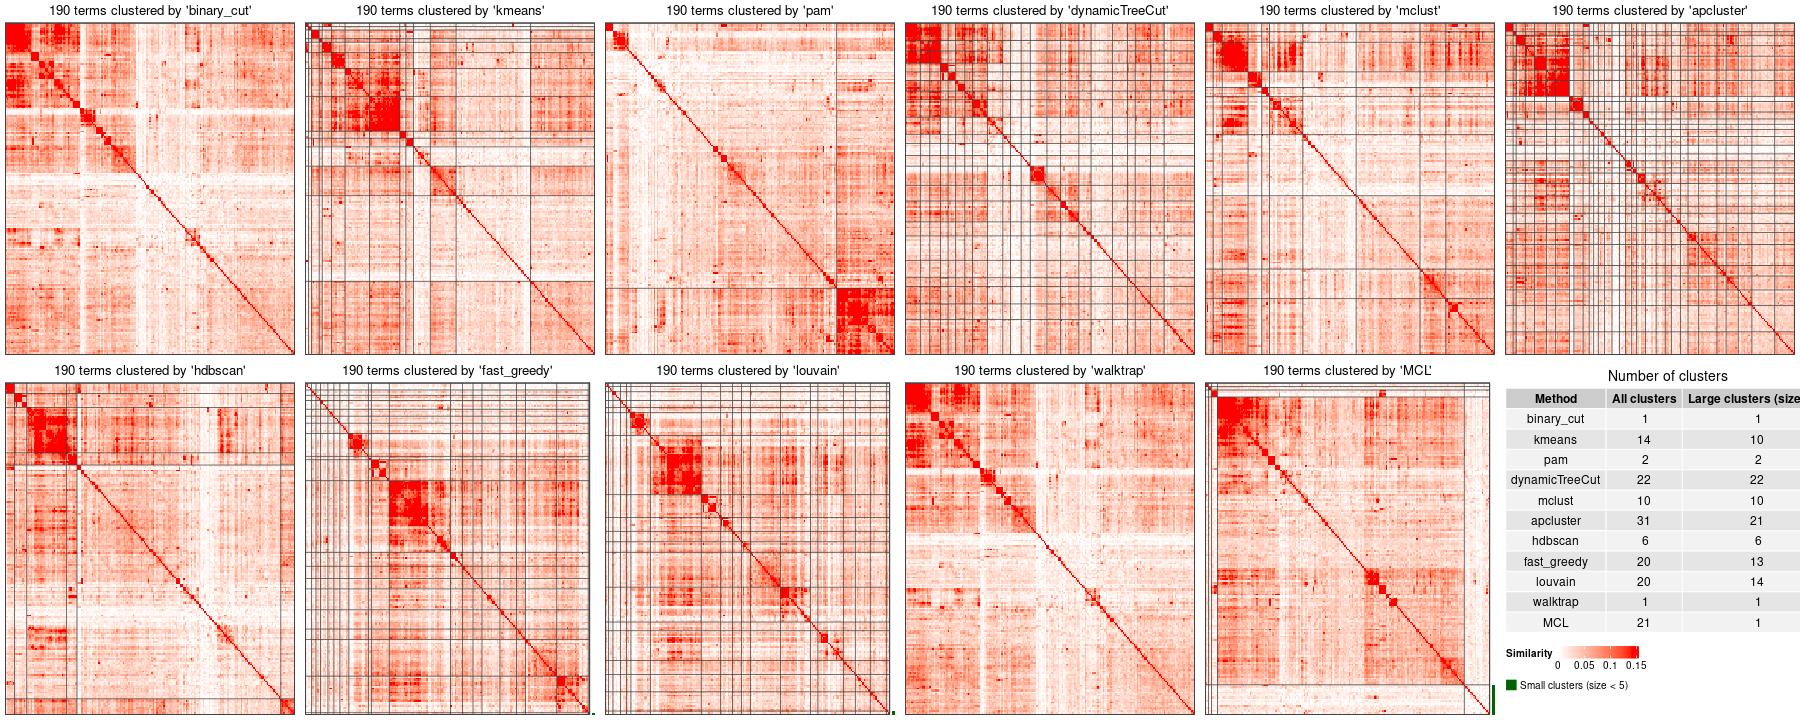 190 terms clustered by 'binary_cut'
190 terms clustered by 'kmeans'
190 terms clustered by 'pam'
190 terms clustered by 'dynamicTreeCut'
190 terms clustered by 'mclust'
190 terms clustered by 'apcluster'
190 terms clustered by 'hdbscan'
190 terms clustered by 'fast_greedy'
190 terms clustered by 'louvain'
190 terms clustered by 'walktrap'
190 terms clustered by 'MCL'
Number of clusters
Method All clusters Large clusters (size
binary_cut 1 1
kmeans 14 10
pam 2 2
dynamicTreeCut 22 22
mclust 10 10
apcluster 31 21
hdbscan 6 6
fast_greedy 20 13
louvain 20 14
walktrap 1 1
MCL 21 1
Similarity
0 0.05 0.1 0.15
Small clusters (size < 5)